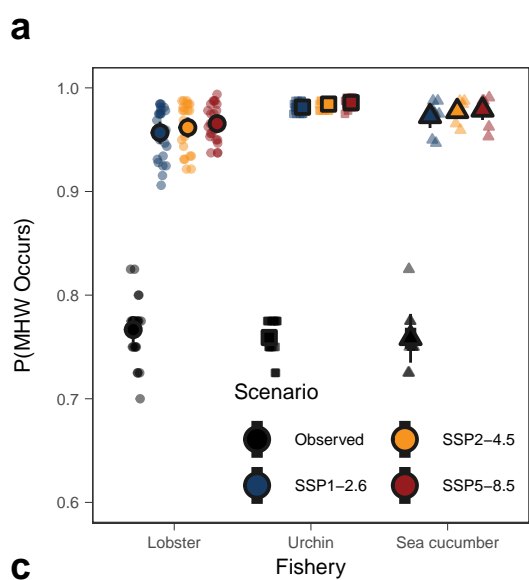 a
1.0
0.9
0.8
0.7
0.6
P(MHW Occurs)
Scenario
Observed
SSP2−4.5
SSP1−2.6
SSP5−8.5
Lobster
Urchin
Sea cucumber
Fishery
c